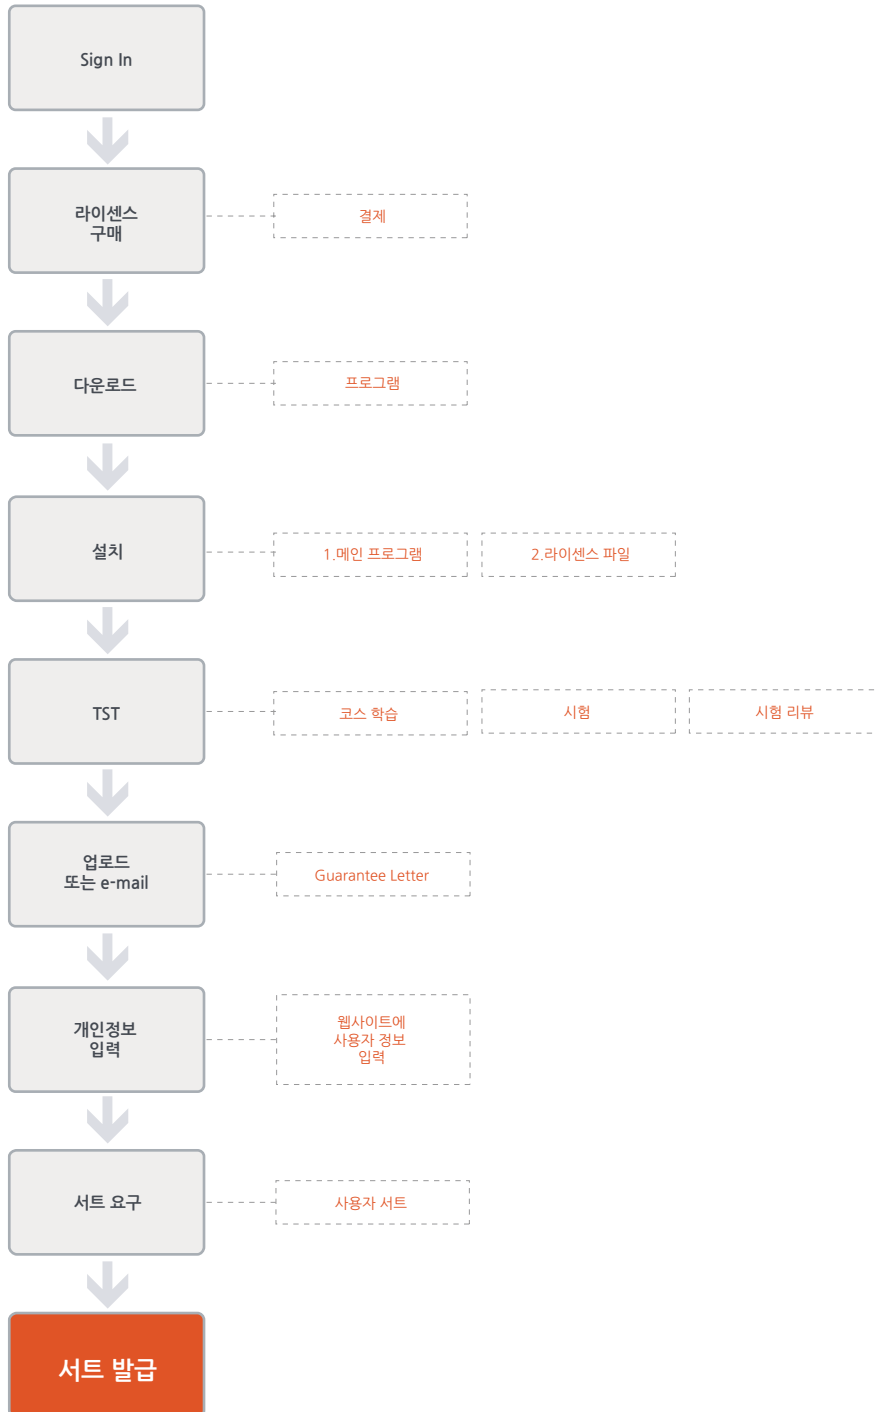 Sign In
라이센스
구매
결제
다운로드
프로그램
설치
1.메인 프로그램
2.라이센스 파일
TST
코스 학습
시험
시험 리뷰
업로드
또는 e-mail
Guarantee Letter
개인정보
입력
웹사이트에
사용자 정보
입력
서트 요구
사용자 서트
서트 발급